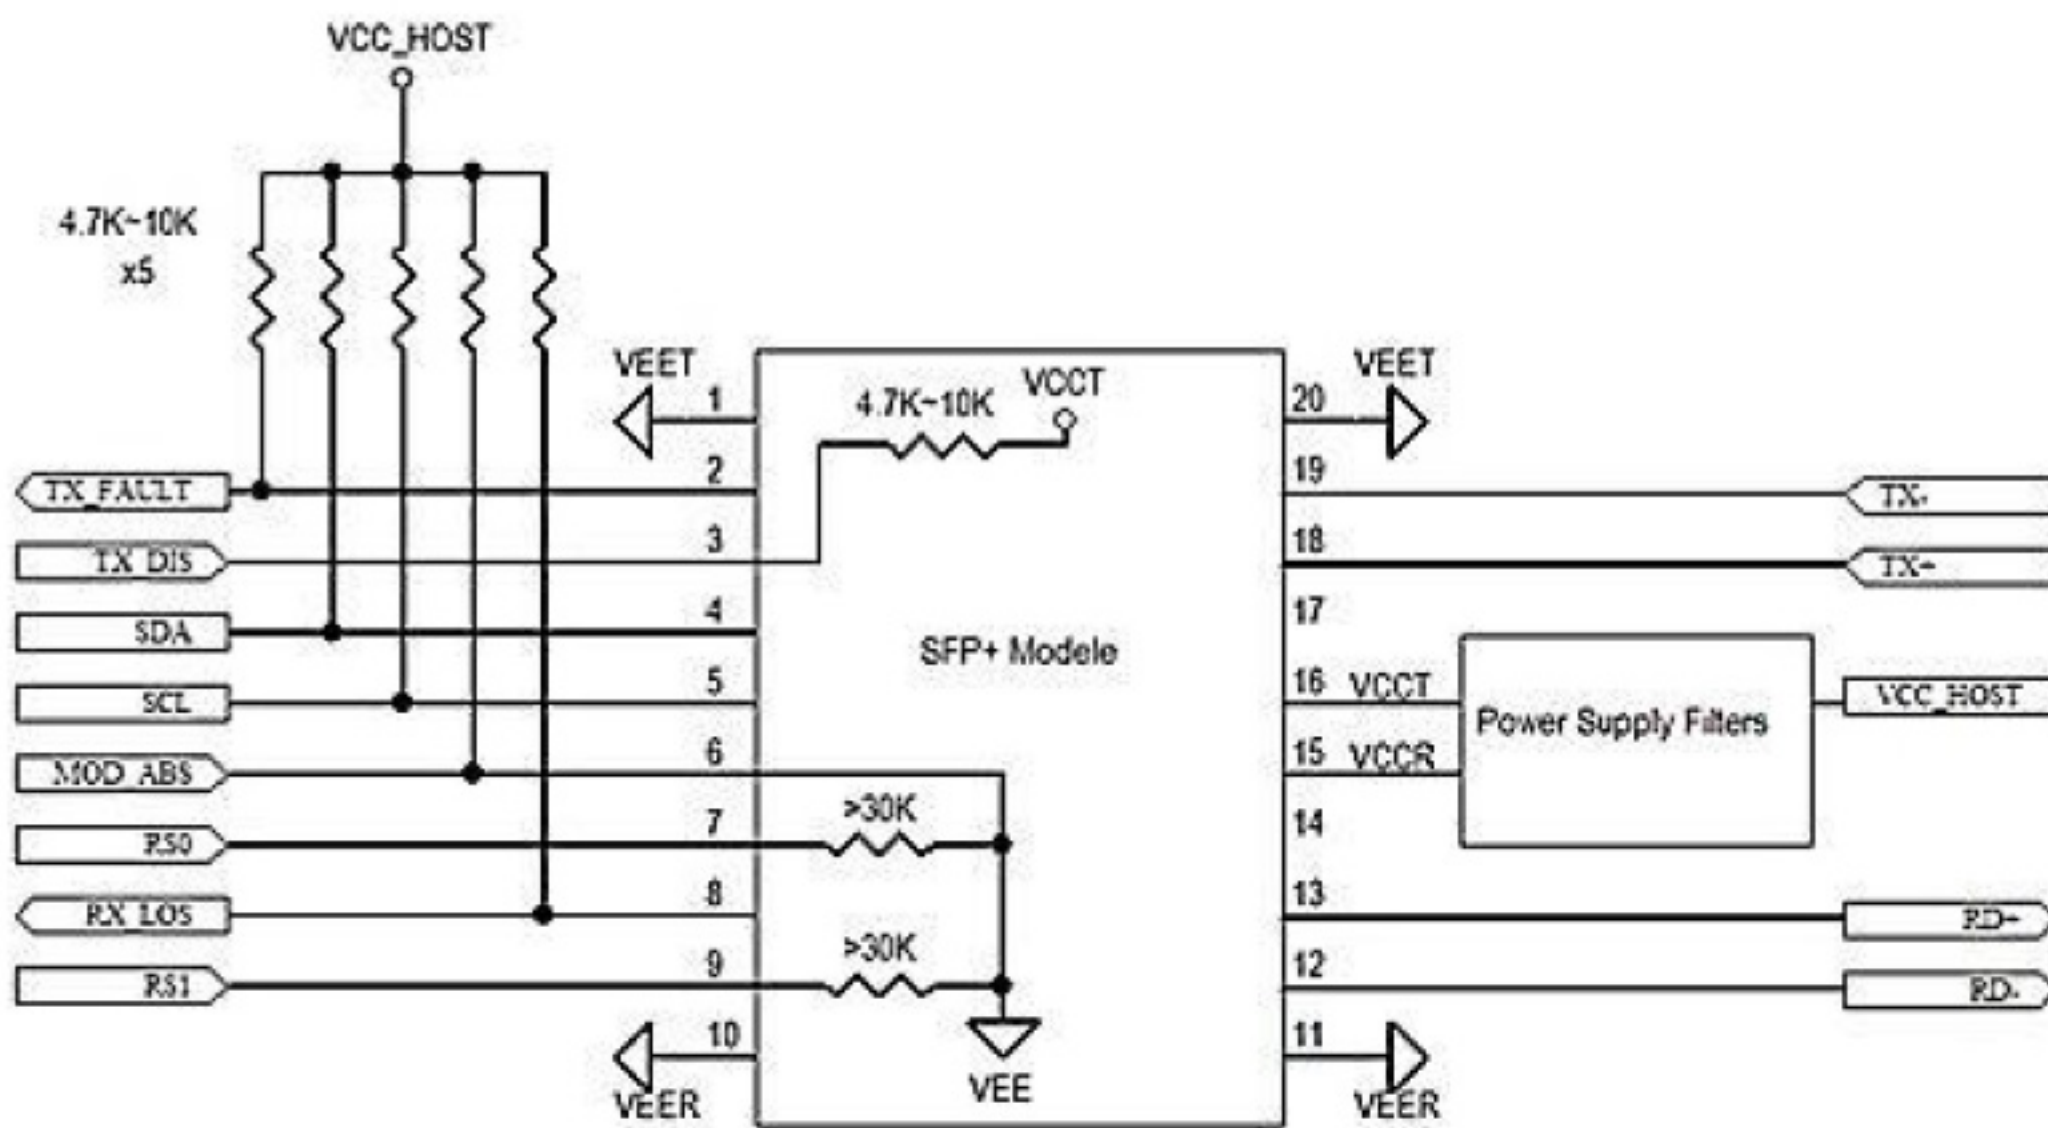 VCC_HOST
4.7K~10K
x5
VEET
1
4.7K~10K
VCCT
20
VEET
TX_FAULT
2
19
TX-
TX_DIS
3
18
TX+
SDA
4
17
SFP+ Modele
SCL
5
16
VCCT
Power Supply Filters
VCC_HOST
MOD_ABS
6
15
VCCR
RS0
7
>30K
14
RX_LOS
8
13
RD+
RS1
9
>30K
12
RD-
10
11
VEER
VEE
VEER